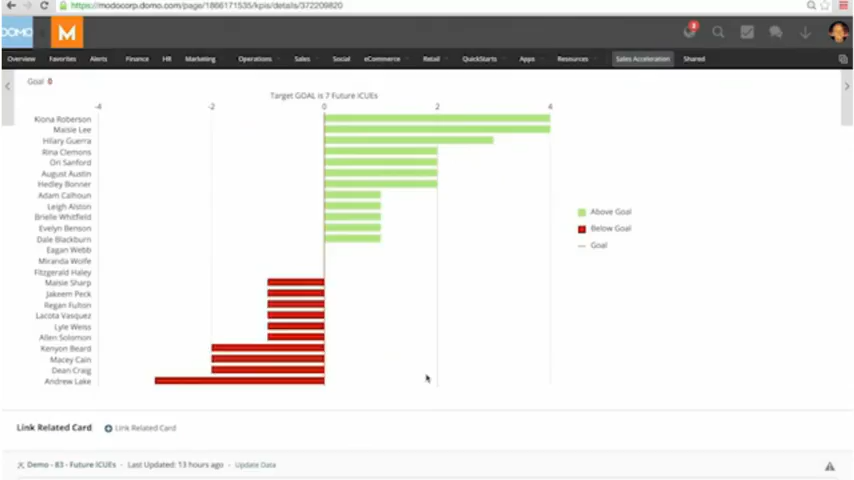 https://modocorp.domo.com/page/1866171535/kpis/details/372209820
DOMO
8
Overview Favorites Alerts Finance HR Marketing Operations Sales Social eCommerce Retail QuickStarts Apps Resources Sales Acceleration Shared
Goal 0
Target GOAL is 7 Future ICUEs
-4 -2 0 2 4
Kiona Roberson
Maisie Lee
Hilary Guerra
Rina Clemons
Ori Sanford
August Austin
Hedley Bonner
Adam Calhoun
Leigh Alston
Brielle Whitfield
Evelyn Benson
Dale Blackburn
Eagan Webb
Miranda Wolfe
Fitzgerald Haley
Maisie Sharp
Jakeem Peck
Regan Fulton
Lacota Vasquez
Lyle Weiss
Allen Solomon
Kenyon Beard
Macey Cain
Dean Craig
Andrew Lake
Above Goal
Below Goal
Goal
Link Related Card Link Related Card
Demo - 83 - Future ICUEs - Last Updated: 13 hours ago - Update Data